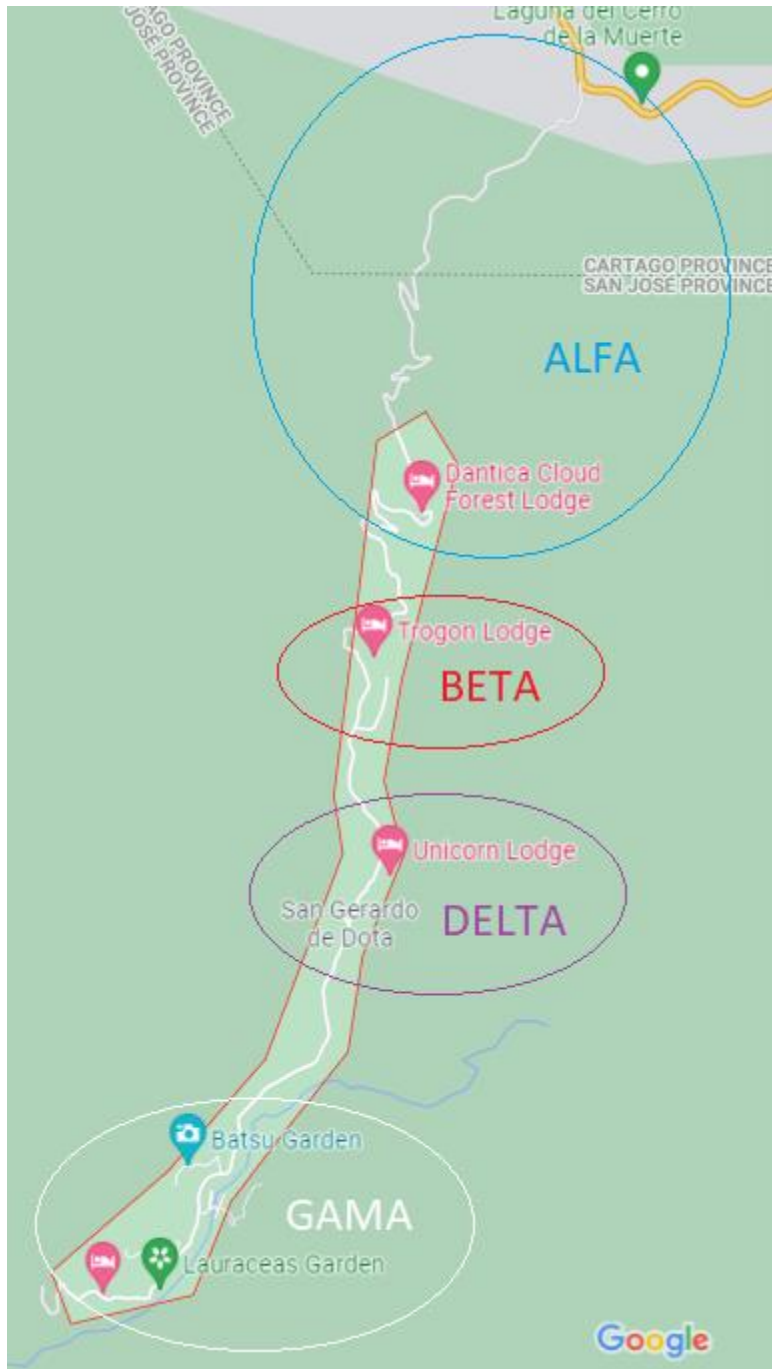 Laguna del Cerro
de la Muerte
CARTAGO PROVINCE
SAN JOSÉ PROVINCE
CARTAGO PROVINCE
SAN JOSÉ PROVINCE
ALFA
Dantica Cloud
Forest Lodge
Trogon Lodge
BETA
Unicorn Lodge
San Gerardo
de Dota
DELTA
Batsu Garden
GAMA
Lauraceas Garden
Google